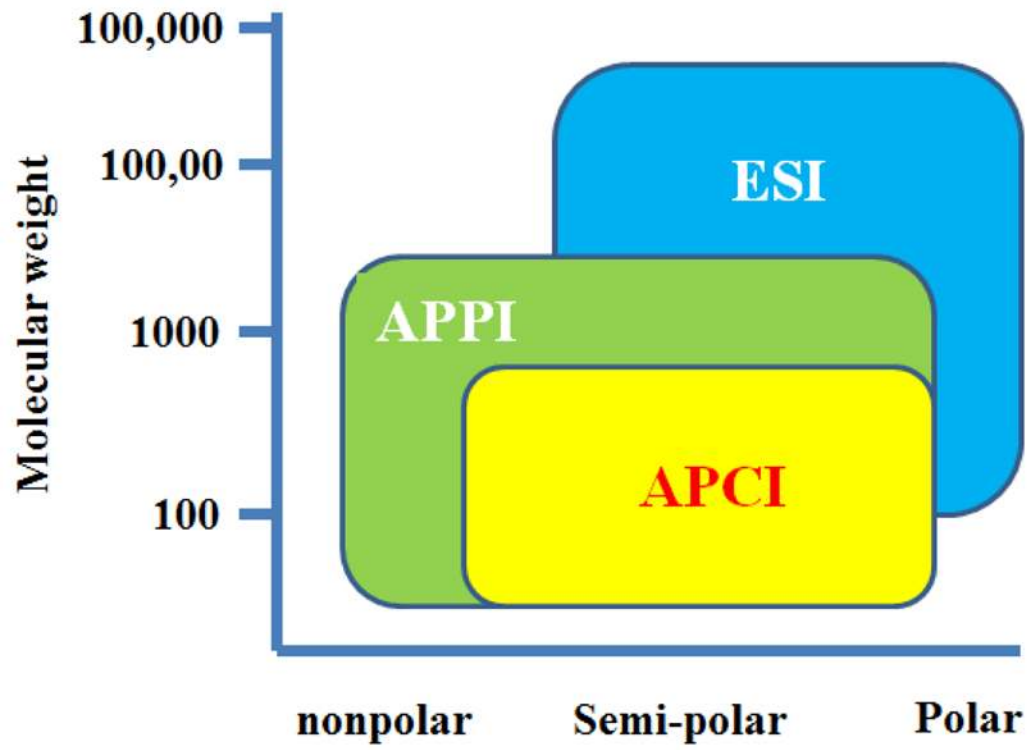 100,000
100,00
1000
100
Molecular weight
ESI
APPI
APCI
nonpolar
Semi-polar
Polar